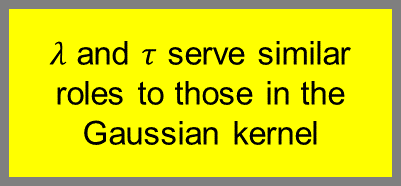 𝜆 and 𝜏 serve similar
roles to those in the
Gaussian kernel